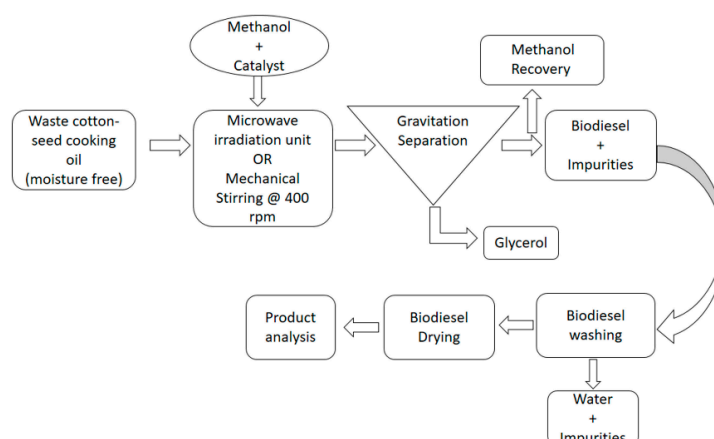 Methanol
+
Catalyst
Methanol
Recovery
Waste cotton-
seed cooking
oil
(moisture free)
Microwave
irradiation unit
OR
Mechanical
Stirring @ 400
rpm
Gravitation
Separation
Biodiesel
+
Impurities
Glycerol
Product
analysis
Biodiesel
Drying
Biodiesel
washing
Water
+
Impurities